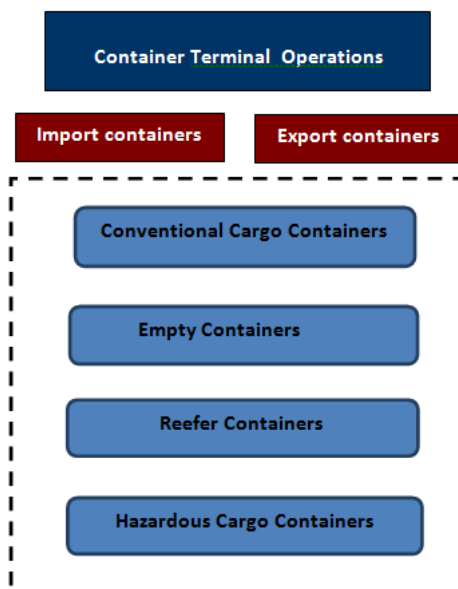 Container Terminal Operations
Import containers
Export containers
Conventional Cargo Containers
Empty Containers
Reefer Containers
Hazardous Cargo Containers